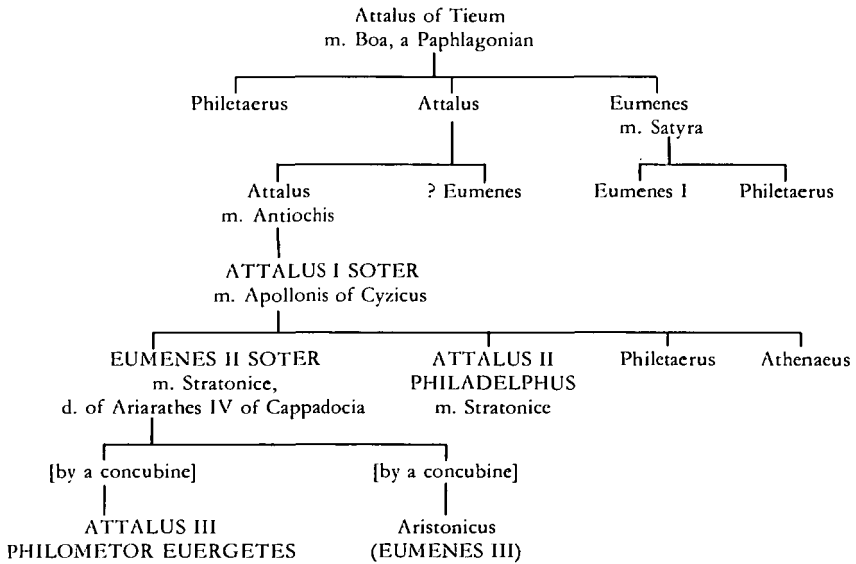 Attalus of Tieum
m. Boa, a Paphlagonian
Philetaerus
Attalus
Eumenes
m. Satyra
Attalus
m. Antiochis
? Eumenes
Eumenes I
Philetaerus
ATTALUS I SOTER
m. Apollonis of Cyzicus
EUMENES II SOTER
m. Stratonice,
d. of Ariarathes IV of Cappadocia
ATTALUS II
PHILADELPHUS
m. Stratonice
Philetaerus
Athenaeus
[by a concubine]
[by a concubine]
ATTALUS III
PHILOMETOR EUERGETES
Aristonicus
(EUMENES III)